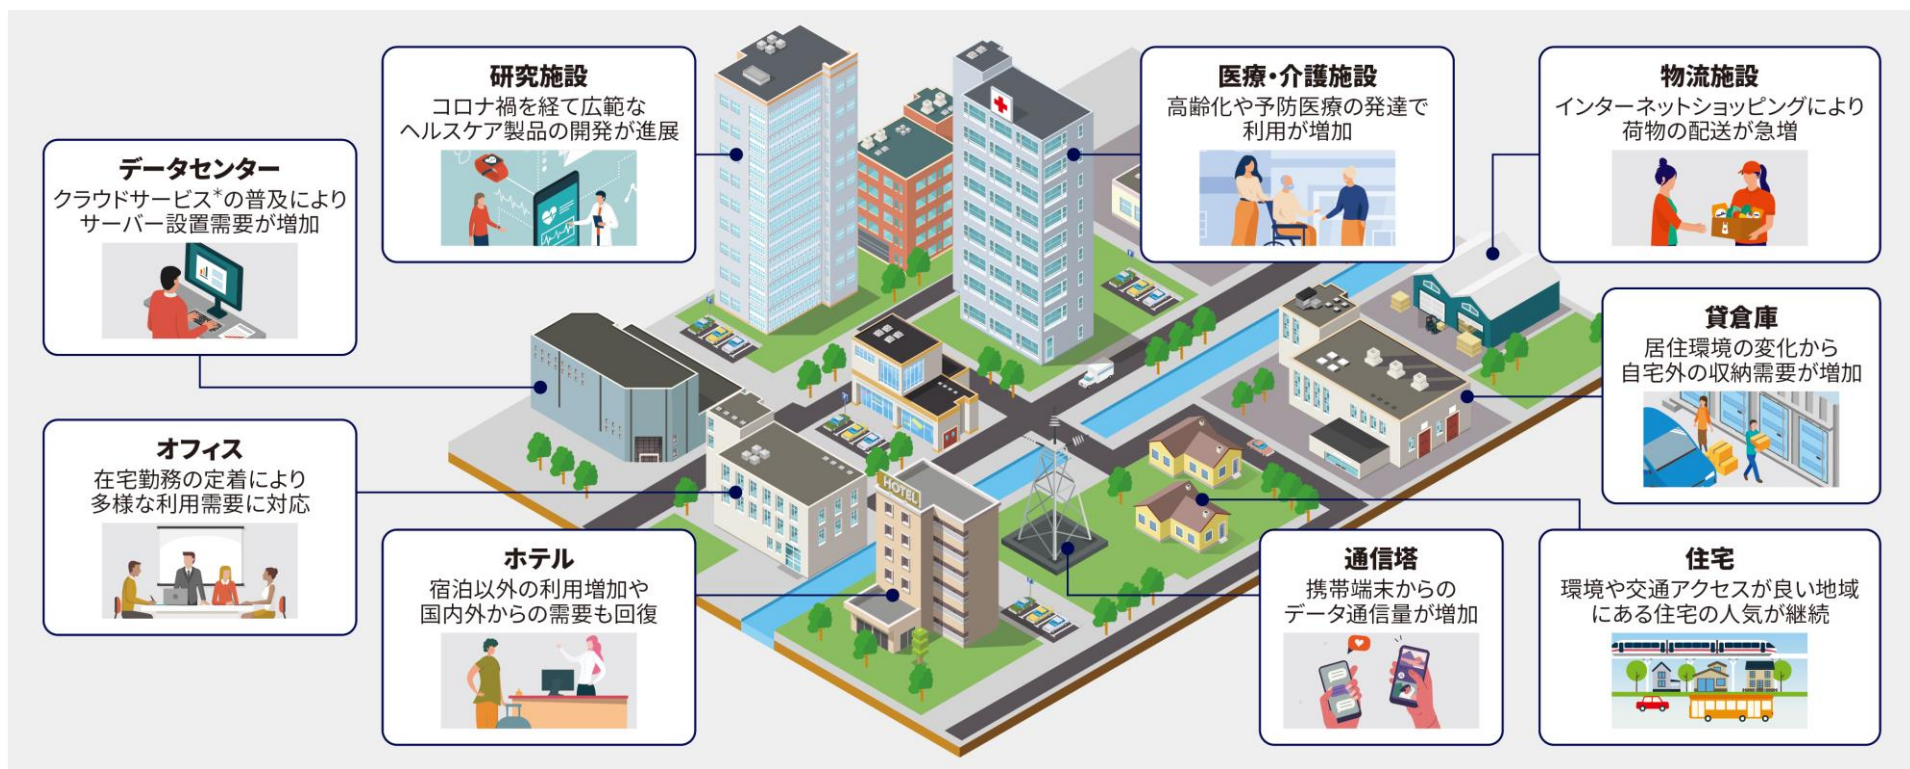 研究施設
コロナ禍を経て広範な
ヘルスケア製品の開発が進展
医療・介護施設
高齢化や予防医療の発達で
利用が増加
物流施設
インターネットショッピングにより
荷物の配送が急増
データセンター
クラウドサービス*の普及により
サーバー設置需要が増加
貸倉庫
居住環境の変化から
自宅外の収納需要が増加
オフィス
在宅勤務の定着により
多様な利用需要に対応
HOTEL
ホテル
宿泊以外の利用増加や
国内外からの需要も回復
通信塔
携帯端末からの
データ通信量が増加
住宅
環境や交通アクセスが良い地域
にある住宅の人気が継続